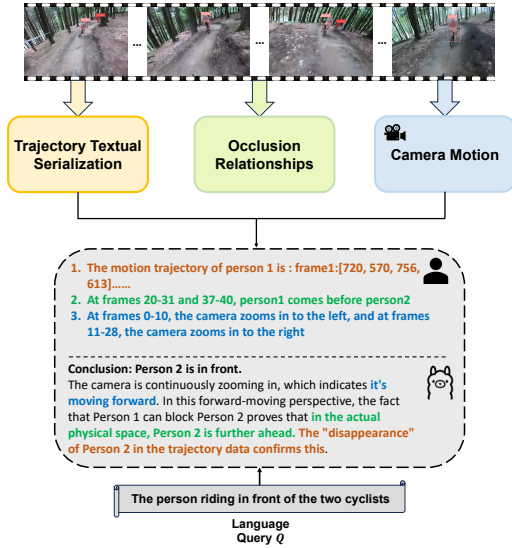 ...
...
...
Trajectory Textual
Serialization
Occlusion
Relationships
Camera Motion
1. The motion trajectory of person 1 is : frame1:[720, 570, 756,
613]......
2. At frames 20-31 and 37-40, person1 comes before person2
3. At frames 0-10, the camera zooms in to the left, and at frames
11-28, the camera zooms in to the right
Conclusion: Person 2 is in front.
The camera is continuously zooming in, which indicates it's
moving forward. In this forward-moving perspective, the fact
that Person 1 can block Person 2 proves that in the actual
physical space, Person 2 is further ahead. The "disappearance"
of Person 2 in the trajectory data confirms this.
The person riding in front of the two cyclists
Language
Query Q